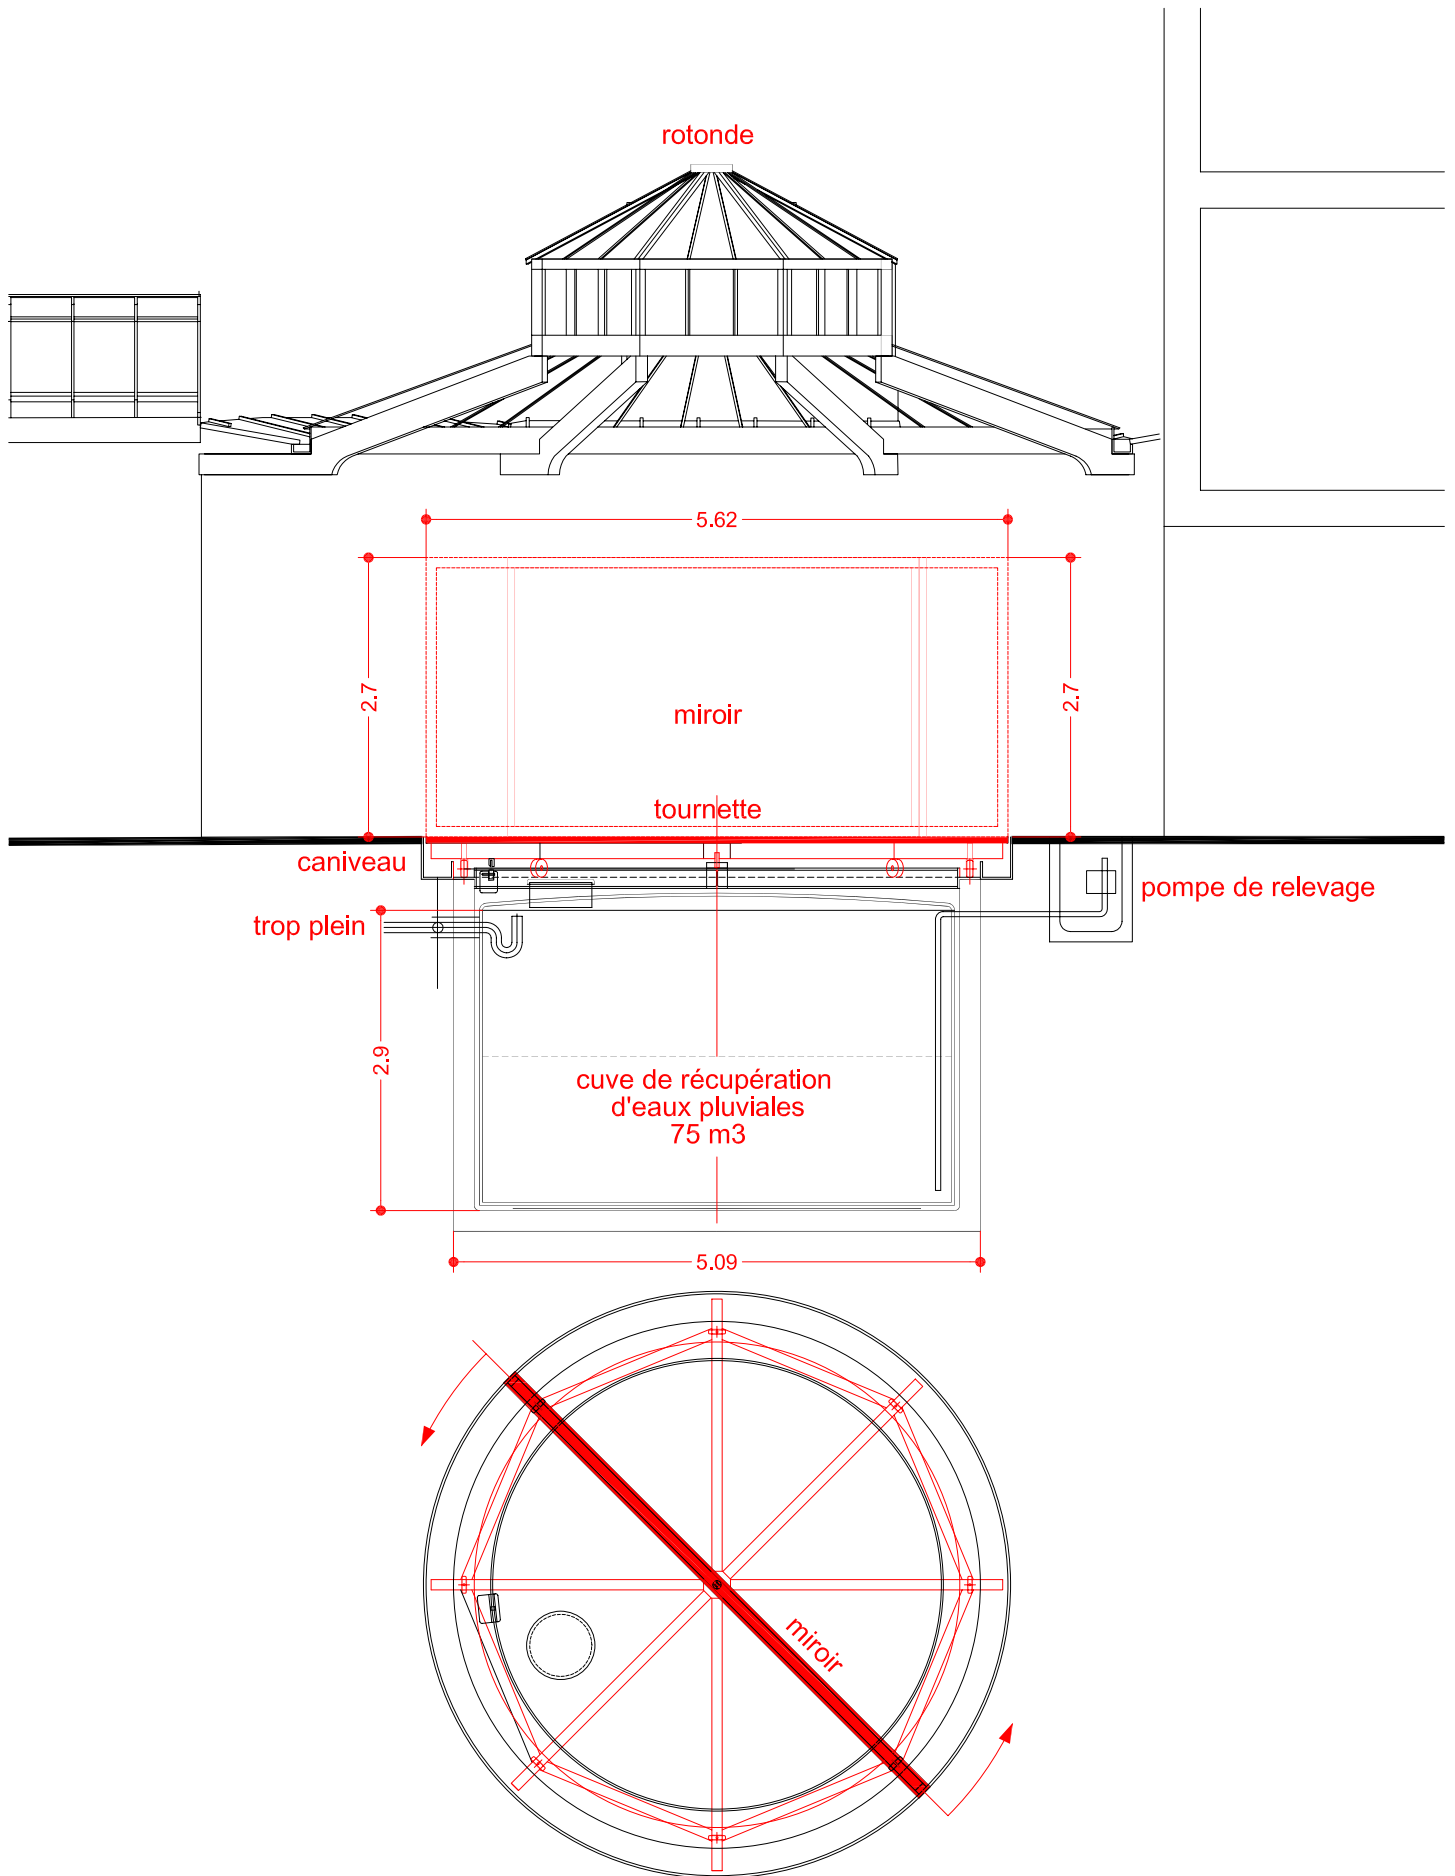 rotonde
5.62
2.7
2.7
miroir
tournette
caniveau
pompe de relevage
trop plein
2.9
cuve de récupération
d'eaux pluviales
75 m3
5.09
miroir